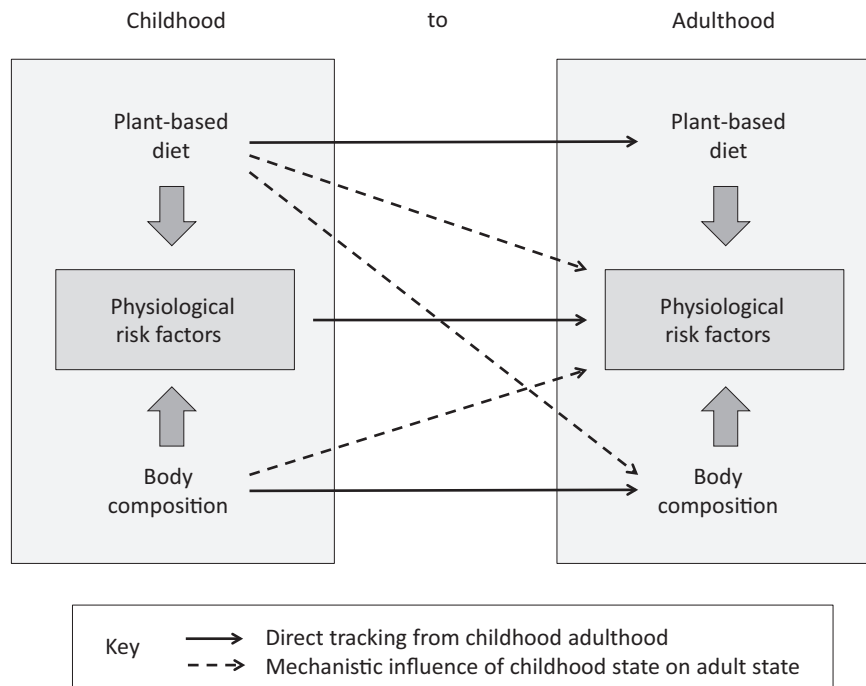 Childhood to Adulthood
Plant-based
diet
Physiological
risk factors
Body
composition
Plant-based
diet
Physiological
risk factors
Body
composition
Key
Direct tracking from childhood adulthood
Mechanistic influence of childhood state on adult state